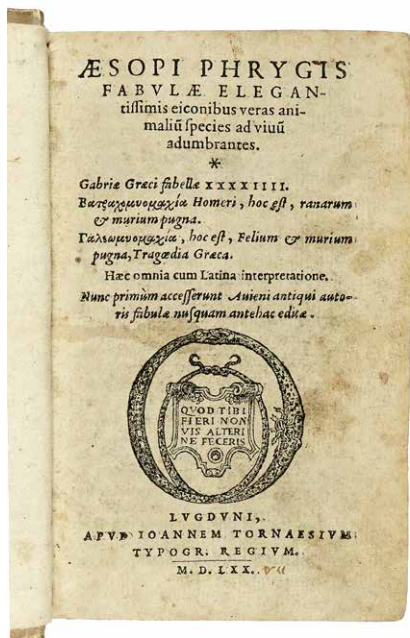 ÆSOPI PHRYGIS
FABVLÆ ELEGAN-
tiſſimis eiconibus veras ani-
maliũ ſpecies ad viuũ
adumbrantes.
*
Gabriæ Græci fabellæ XXXXIIII.
Βατραχομυομαχία Homeri, hoc eſt, ranarum
& murium pugna.
Γαλεωμυομαχία, hoc eſt, Felium & murium
pugna, Tragœdia Græca.
Hæc omnia cum Latina interpretatione.
Nunc primùm acceſſerunt Auieni antiqui auto-
ris fabulæ nuſquam antehac editæ.
QVOD TIBI
FIERI NON
VIS ALTERI
NE FECERIS
LVGDVNI,
APVD IOANNEM TORNAESIVM
TYPOGR. REGIVM.
M. D. LXX.